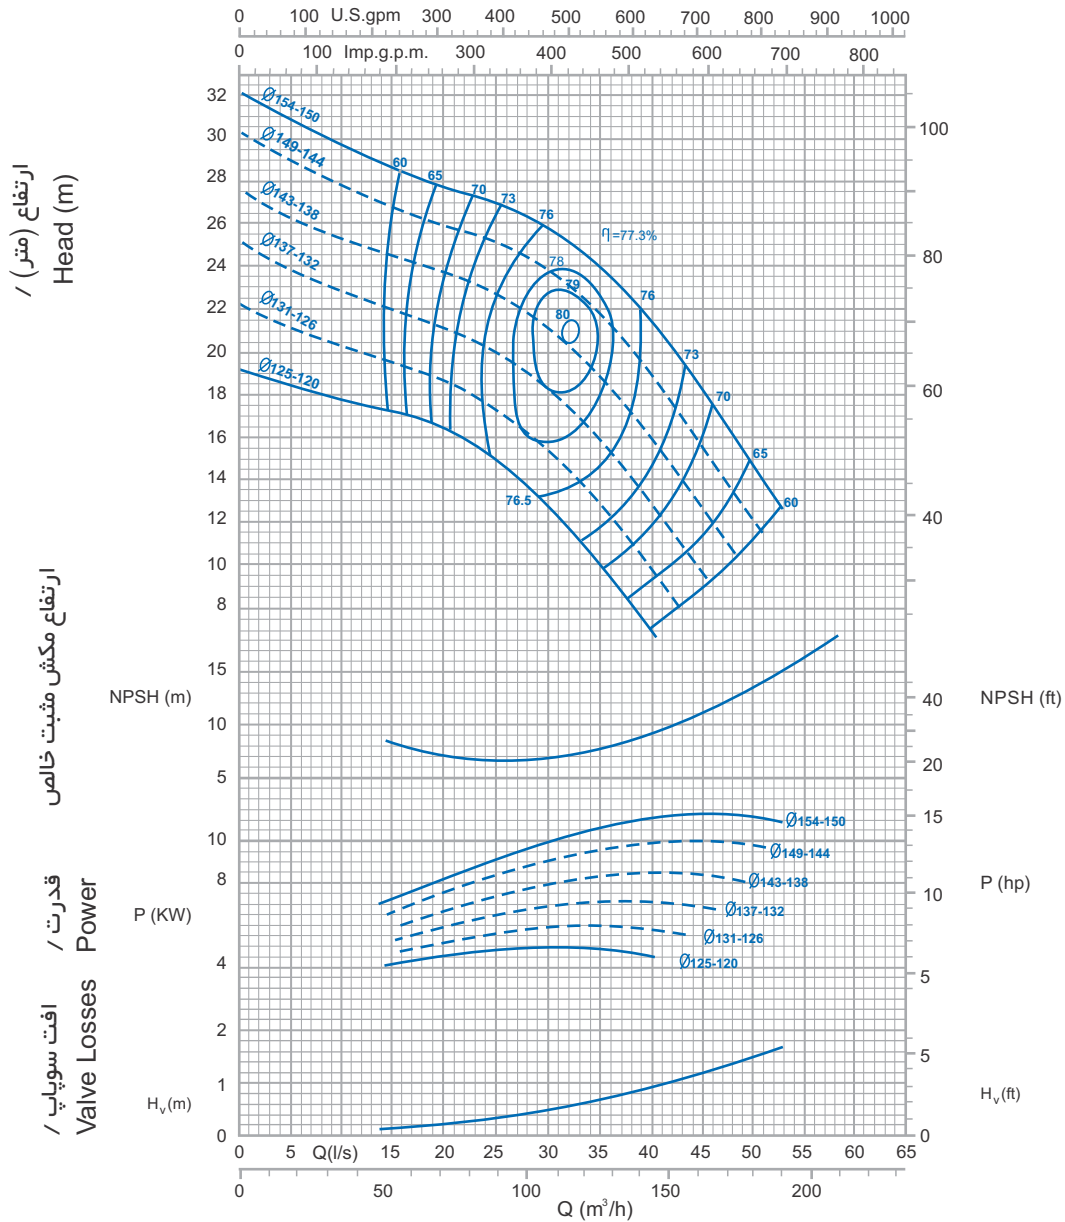 0 100 U.S.gpm 300 400 500 600 700 800 900 1000
0 100 Imp.g.p.m. 300 400 500 600 700 800
ارتفاع (متر) /
Head (m)
32
30
28
26
24
22
20
18
16
14
12
10
8
100
80
60
40
Ø154-150
Ø149-144
Ø143-138
Ø137-132
Ø131-126
Ø125-120
60
65
70
73
76
η=77.3%
78
79
80
76
73
70
65
60
76.5
ارتفاع مکش مثبت خالص
NPSH (m)
15
10
5
40
20
NPSH (ft)
قدرت /
Power
P (KW)
10
8
4
15
10
5
P (hp)
Ø154-150
Ø149-144
Ø143-138
Ø137-132
Ø131-126
Ø125-120
افت سوپاپ /
Valve Losses
Hv(m)
2
1
0
5
0
Hv(ft)
0 5 Q(l/s) 15 20 25 30 35 40 45 50 55 60 65
0 50 100 150 200
Q (m³/h)